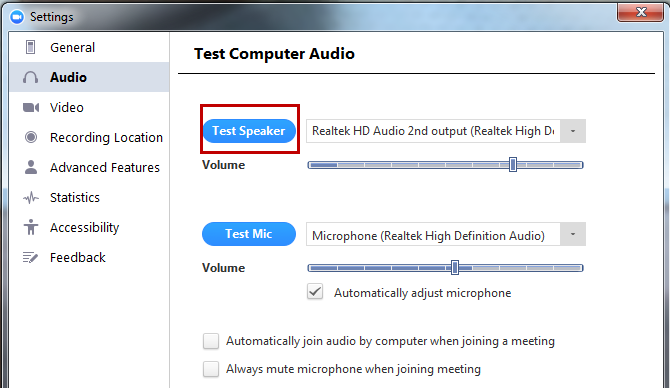 Settings
General
Audio
Video
Recording Location
Advanced Features
Statistics
Accessibility
Feedback
Test Computer Audio
Test Speaker
Realtek HD Audio 2nd output (Realtek High De
Volume
Test Mic
Microphone (Realtek High Definition Audio)
Volume
Automatically adjust microphone
Automatically join audio by computer when joining a meeting
Always mute microphone when joining meeting